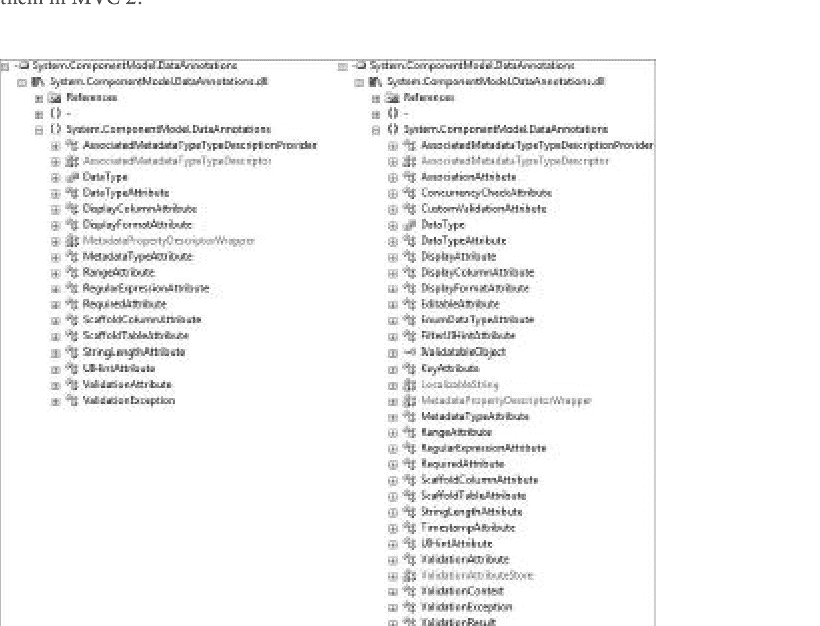 them in MVC 2.
System.ComponentModel.DataAnnotations
System.ComponentModel.DataAnnotations.dll
References
{} -
{} System.ComponentModel.DataAnnotations
AssociatedMetadataTypeTypeDescriptionProvider
AssociatedMetadataTypeTypeDescriptor
DataType
DataTypeAttribute
DisplayColumnAttribute
DisplayFormatAttribute
MetadataPropertyDescriptorWrapper
MetadataTypeAttribute
RangeAttribute
RegularExpressionAttribute
RequiredAttribute
ScaffoldColumnAttribute
ScaffoldTableAttribute
StringLengthAttribute
UIHintAttribute
ValidationAttribute
ValidationException
System.ComponentModel.DataAnnotations
System.ComponentModel.DataAnnotations.dll
References
{} -
{} System.ComponentModel.DataAnnotations
AssociatedMetadataTypeTypeDescriptionProvider
AssociatedMetadataTypeTypeDescriptor
AssociationAttribute
ConcurrencyCheckAttribute
CustomValidationAttribute
DataType
DataTypeAttribute
DisplayAttribute
DisplayColumnAttribute
DisplayFormatAttribute
EditableAttribute
EnumDataTypeAttribute
FilterUIHintAttribute
IValidatableObject
KeyAttribute
LocalizableString
MetadataPropertyDescriptorWrapper
MetadataTypeAttribute
RangeAttribute
RegularExpressionAttribute
RequiredAttribute
ScaffoldColumnAttribute
ScaffoldTableAttribute
StringLengthAttribute
TimestampAttribute
UIHintAttribute
ValidationAttribute
ValidationAttributeStore
ValidationContext
ValidationException
ValidationResult